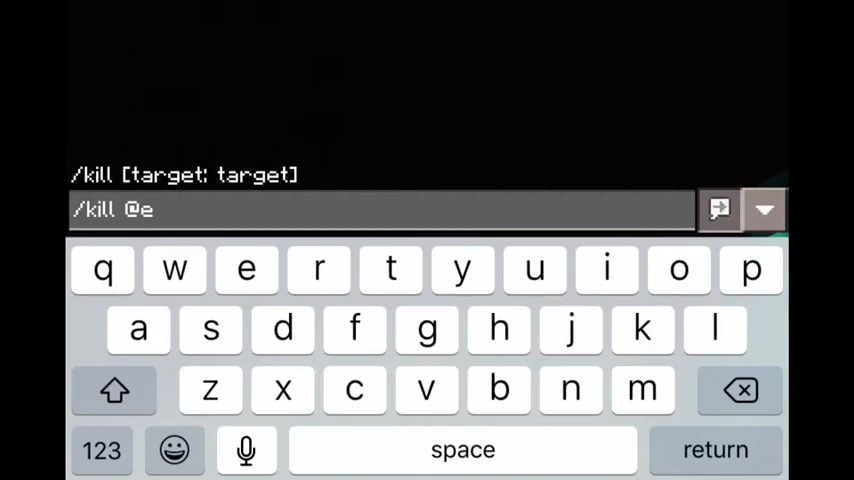 /kill [target: target]
/kill @e
q w e r t y u i o p
a s d f g h j k l
z x c v b n m
123 space return